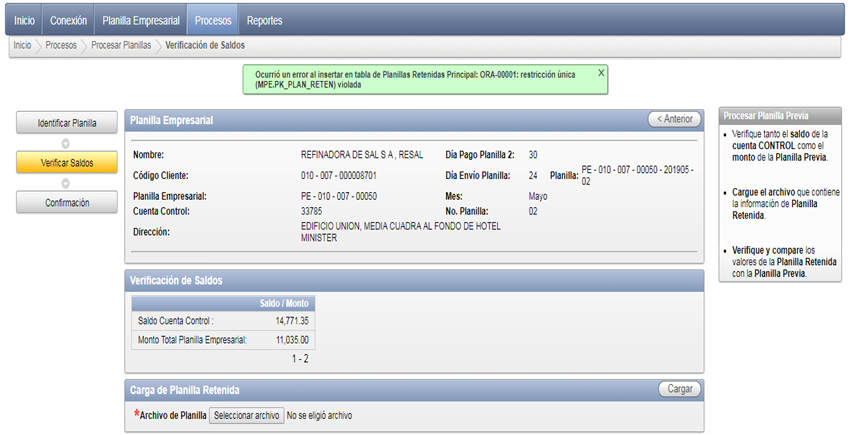 Inicio Conexión Planilla Empresarial Procesos Reportes
Inicio Procesos Procesar Planillas Verificación de Saldos
Ocurrió un error al insertar en tabla de Planillas Retenidas Principal: ORA-00001: restricción única X
(MPE.PK_PLAN_RETEN) violada
Identificar Planilla
Verificar Saldos
Confirmación
Planilla Empresarial < Anterior
Nombre: REFINADORA DE SAL S A , RESAL Día Pago Planilla 2: 30
Código Cliente: 010 - 007 - 000008701 Día Envío Planilla: 24 Planilla: PE - 010 - 007 - 00050 - 201905 -
02
Planilla Empresarial: PE - 010 - 007 - 00050 Mes: Mayo
Cuenta Control: 33785 No. Planilla: 02
Dirección: EDIFICIO UNION, MEDIA CUADRA AL FONDO DE HOTEL
MINISTER
Verificación de Saldos
Saldo / Monto
Saldo Cuenta Control : 14,771.35
Monto Total Planilla Empresarial: 11,035.00
1 - 2
Carga de Planilla Retenida Cargar
*Archivo de Planilla Seleccionar archivo No se eligió archivo
Procesar Planilla Previa
• Verifique tanto el saldo de la
cuenta CONTROL como el
monto de la Planilla Previa.
• Cargue el archivo que contiene
la información de Planilla
Retenida.
• Verifique y compare los
valores de la Planilla Retenida
con la Planilla Previa.